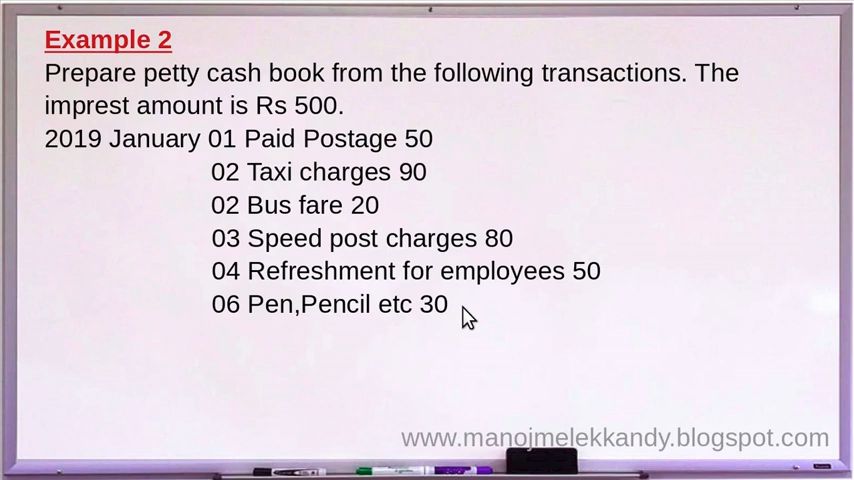 Example 2
Prepare petty cash book from the following transactions. The
imprest amount is Rs 500.
2019 January 01 Paid Postage 50
02 Taxi charges 90
02 Bus fare 20
03 Speed post charges 80
04 Refreshment for employees 50
06 Pen,Pencil etc 30
www.manojmelekkandy.blogspot.com